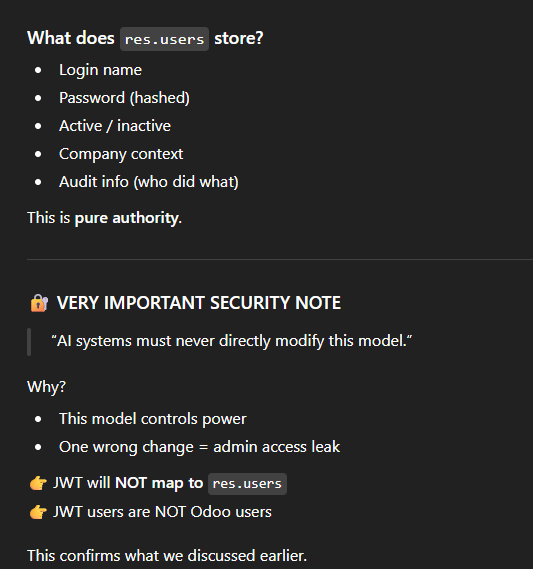 What does res.users store?
• Login name
• Password (hashed)
• Active / inactive
• Company context
• Audit info (who did what)
This is pure authority.
🔐 VERY IMPORTANT SECURITY NOTE
“AI systems must never directly modify this model.”
Why?
• This model controls power
• One wrong change = admin access leak
👉 JWT will NOT map to res.users
👉 JWT users are NOT Odoo users
This confirms what we discussed earlier.